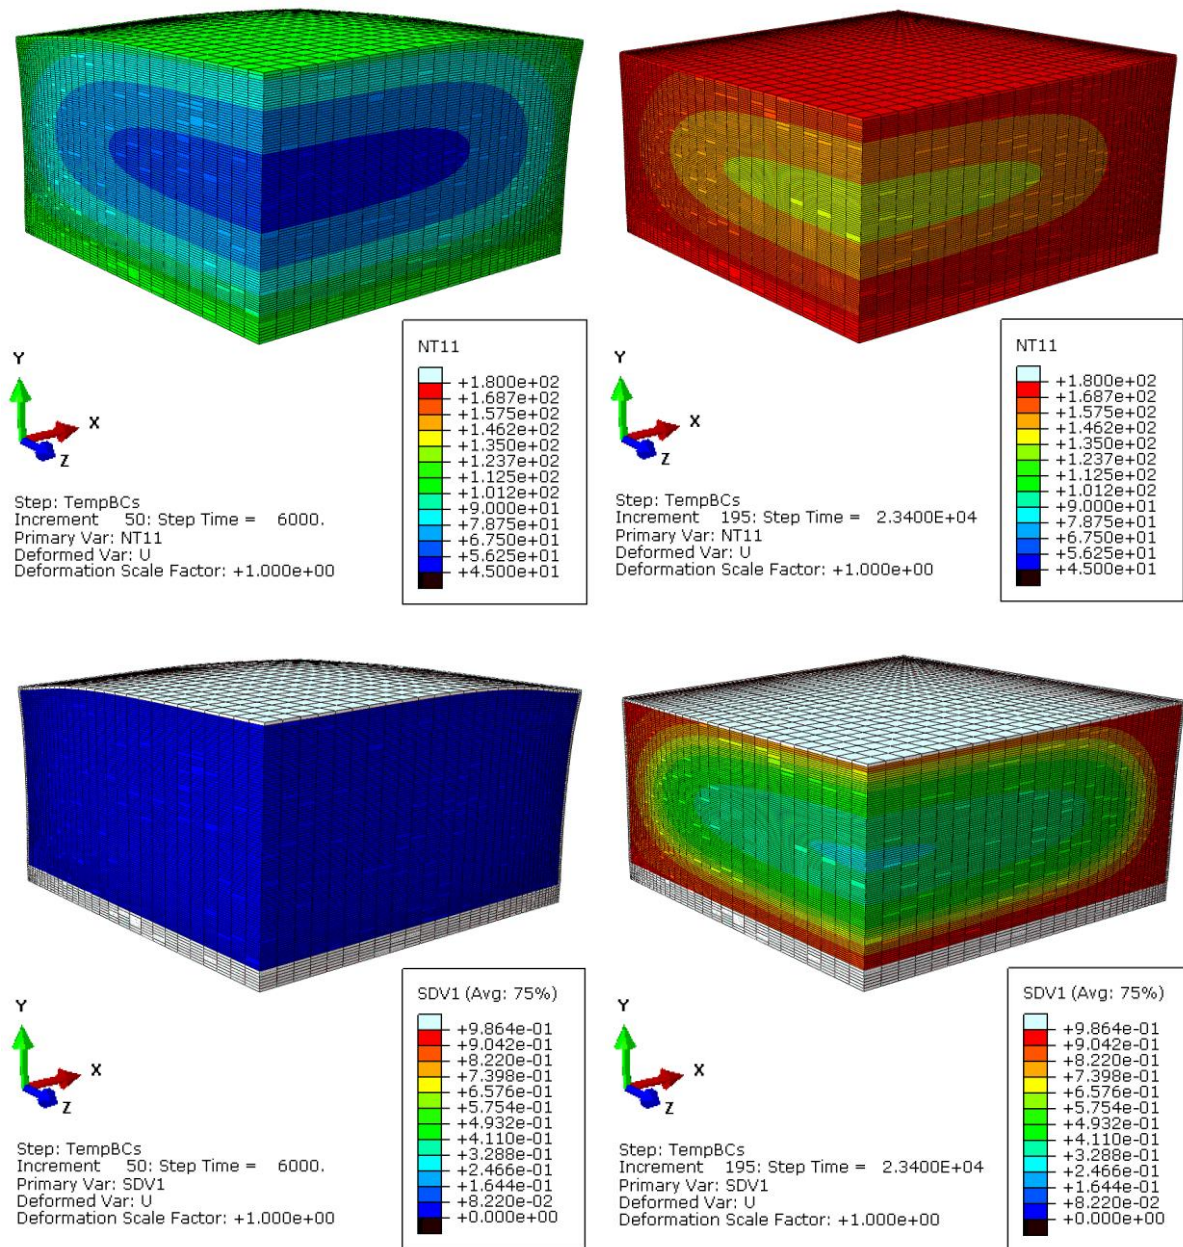 NT11
+1.800e+02
+1.687e+02
+1.575e+02
+1.462e+02
+1.350e+02
+1.237e+02
+1.125e+02
+1.012e+02
+9.000e+01
+7.875e+01
+6.750e+01
+5.625e+01
+4.500e+01
Y
X
Z
Step: TempBCs
Increment 50: Step Time = 6000.
Primary Var: NT11
Deformed Var: U
Deformation Scale Factor: +1.000e+00
NT11
+1.800e+02
+1.687e+02
+1.575e+02
+1.462e+02
+1.350e+02
+1.237e+02
+1.125e+02
+1.012e+02
+9.000e+01
+7.875e+01
+6.750e+01
+5.625e+01
+4.500e+01
Y
X
Z
Step: TempBCs
Increment 195: Step Time = 2.3400E+04
Primary Var: NT11
Deformed Var: U
Deformation Scale Factor: +1.000e+00
SDV1 (Avg: 75%)
+9.864e-01
+9.042e-01
+8.220e-01
+7.398e-01
+6.576e-01
+5.754e-01
+4.932e-01
+4.110e-01
+3.288e-01
+2.466e-01
+1.644e-01
+8.220e-02
+0.000e+00
Y
X
Z
Step: TempBCs
Increment 50: Step Time = 6000.
Primary Var: SDV1
Deformed Var: U
Deformation Scale Factor: +1.000e+00
SDV1 (Avg: 75%)
+9.864e-01
+9.042e-01
+8.220e-01
+7.398e-01
+6.576e-01
+5.754e-01
+4.932e-01
+4.110e-01
+3.288e-01
+2.466e-01
+1.644e-01
+8.220e-02
+0.000e+00
Y
X
Z
Step: TempBCs
Increment 195: Step Time = 2.3400E+04
Primary Var: SDV1
Deformed Var: U
Deformation Scale Factor: +1.000e+00